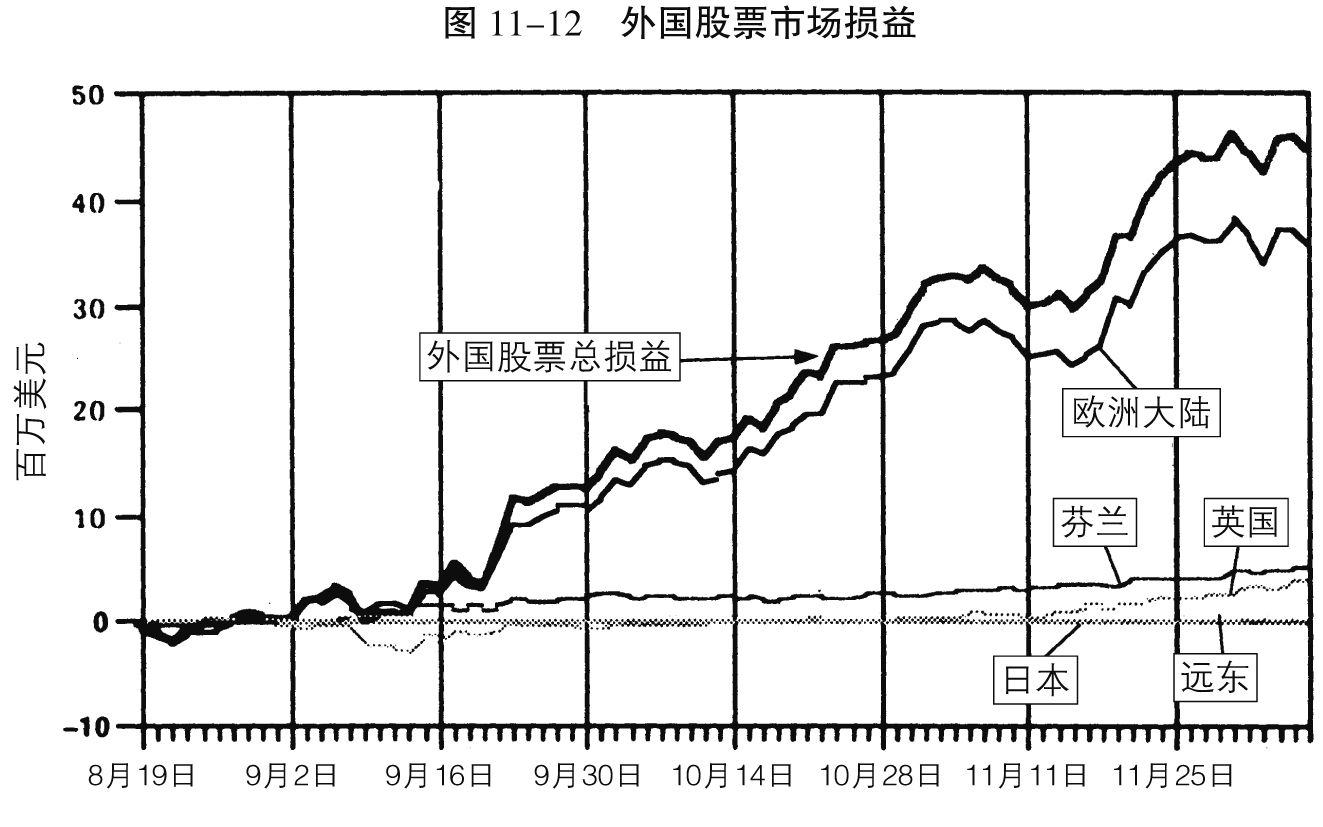 图 11–12 外国股票市场损益
50
40
30
20
10
0
-10
百万美元
外国股票总损益
欧洲大陆
芬兰
英国
日本
远东
8月19日 9月2日 9月16日 9月30日 10月14日 10月28日 11月11日 11月25日